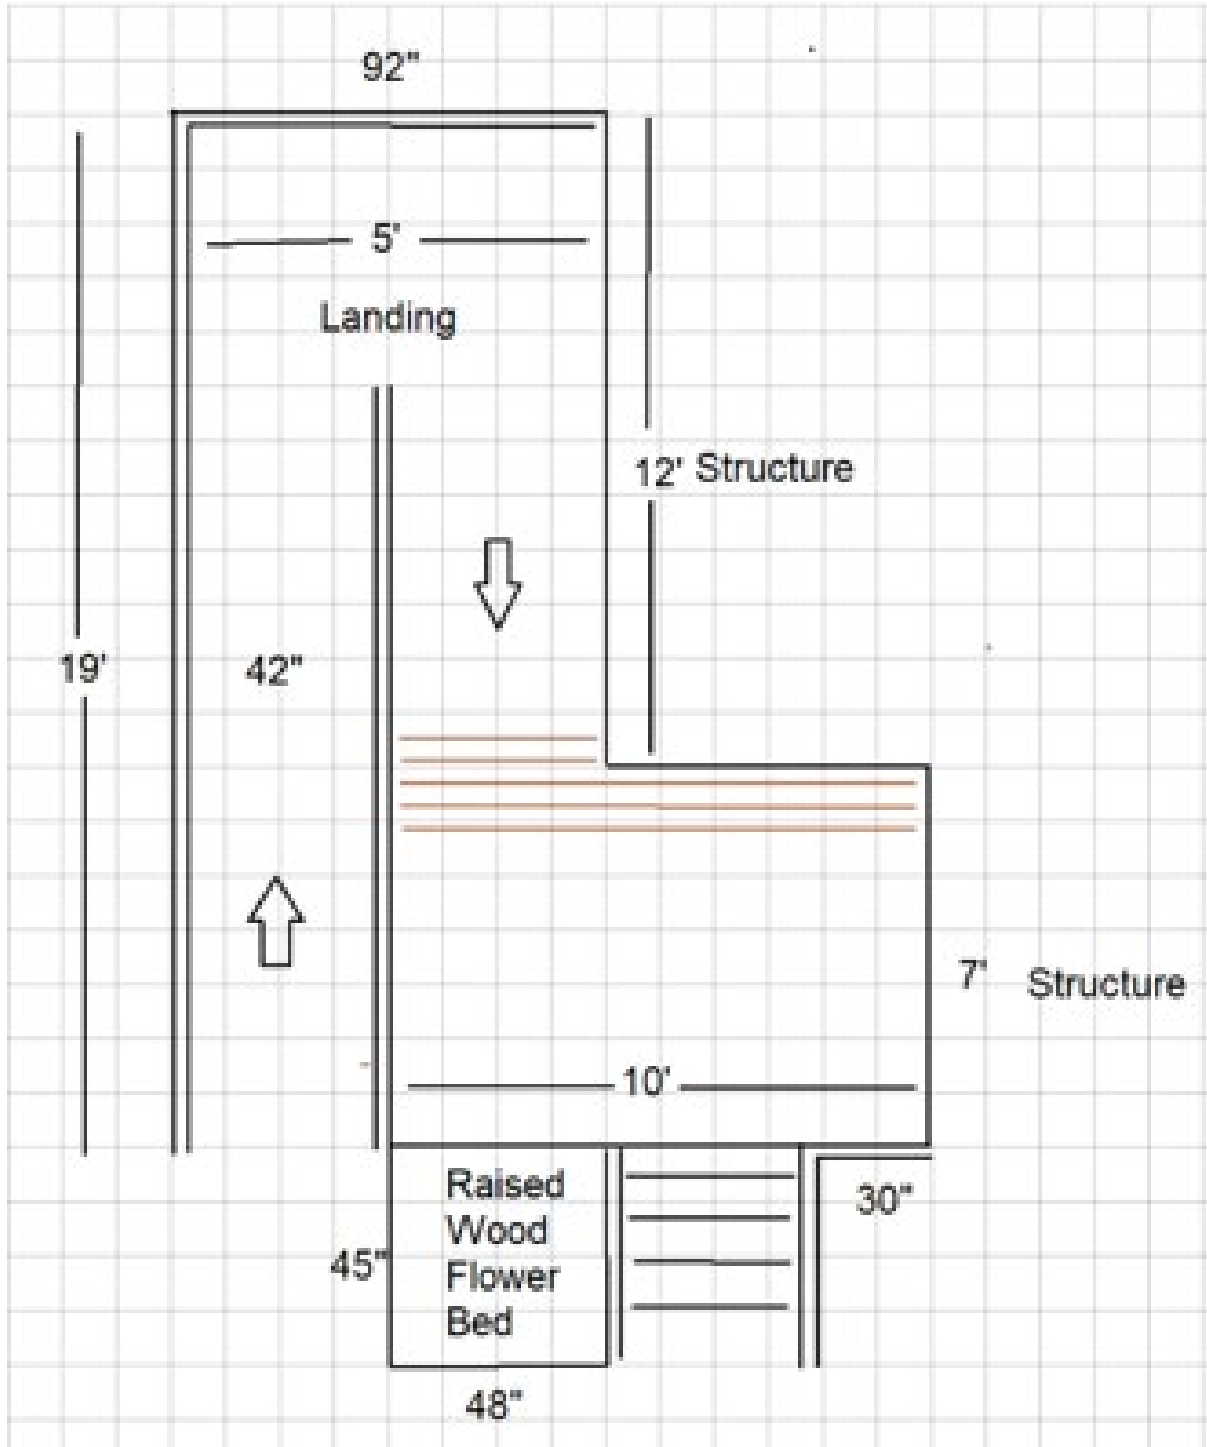 92"
5'
Landing
12' Structure
19'
42"
7' Structure
10'
Raised
Wood
Flower
Bed
30"
45"
48"